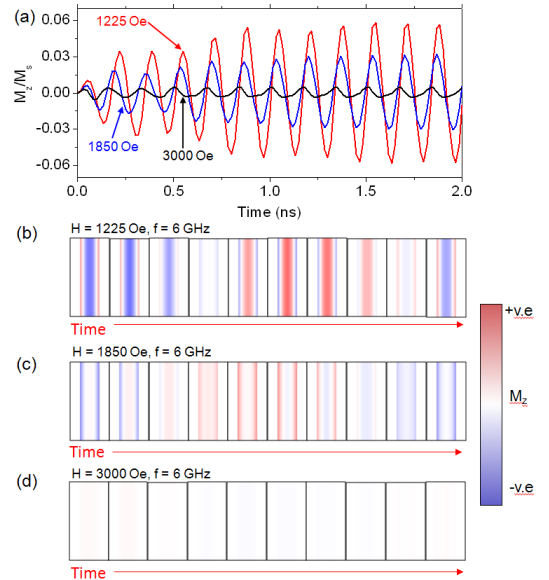 (a)
0.06
0.03
0.00
-0.03
-0.06
M_z/M_s
1225 Oe
1850 Oe
3000 Oe
0.0 0.5 1.0 1.5 2.0
Time (ns)
(b)
H = 1225 Oe, f = 6 GHz
Time
(c)
H = 1850 Oe, f = 6 GHz
Time
(d)
H = 3000 Oe, f = 6 GHz
Time
+v.e
M_z
-v.e